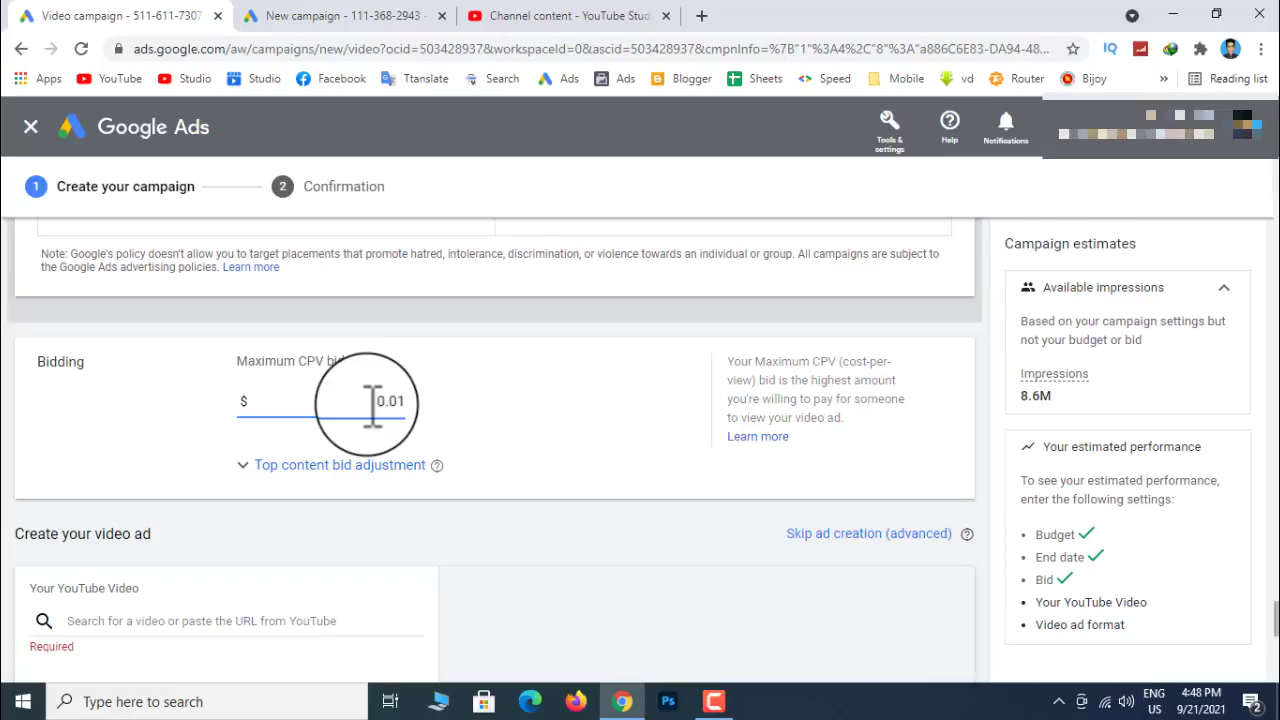 Video campaign - 511-611-7307
New campaign - 111-368-2943 -
Channel content - YouTube Stud
ads.google.com/aw/campaigns/new/video?ocid=503428937&workspaceId=0&ascid=503428937&cmpnInfo=%7B"1"%3A4%2C"8"%3A"a886C6E83-DA94-48...
Apps
YouTube
Studio
Studio
Facebook
Translate
Search
Ads
Ads
Blogger
Sheets
Speed
Mobile
vd
Router
Bijoy
»
Reading list
Google Ads
Tools &
settings
Help
Notifications
1 Create your campaign
2 Confirmation
Note: Google's policy doesn't allow you to target placements that promote hatred, intolerance, discrimination, or violence towards an individual or group. All campaigns are subject to
the Google Ads advertising policies. Learn more
Bidding
Maximum CPV bid
$ 0.01
Top content bid adjustment
Your Maximum CPV (cost-per-
view) bid is the highest amount
you're willing to pay for someone
to view your video ad.
Learn more
Create your video ad
Skip ad creation (advanced)
Your YouTube Video
Search for a video or paste the URL from YouTube
Required
Campaign estimates
Available impressions
Based on your campaign settings but
not your budget or bid
Impressions
8.6M
Your estimated performance
To see your estimated performance,
enter the following settings:
• Budget
• End date
• Bid
• Your YouTube Video
• Video ad format
Type here to search
Ps
ENG
US
4:48 PM
9/21/2021
2